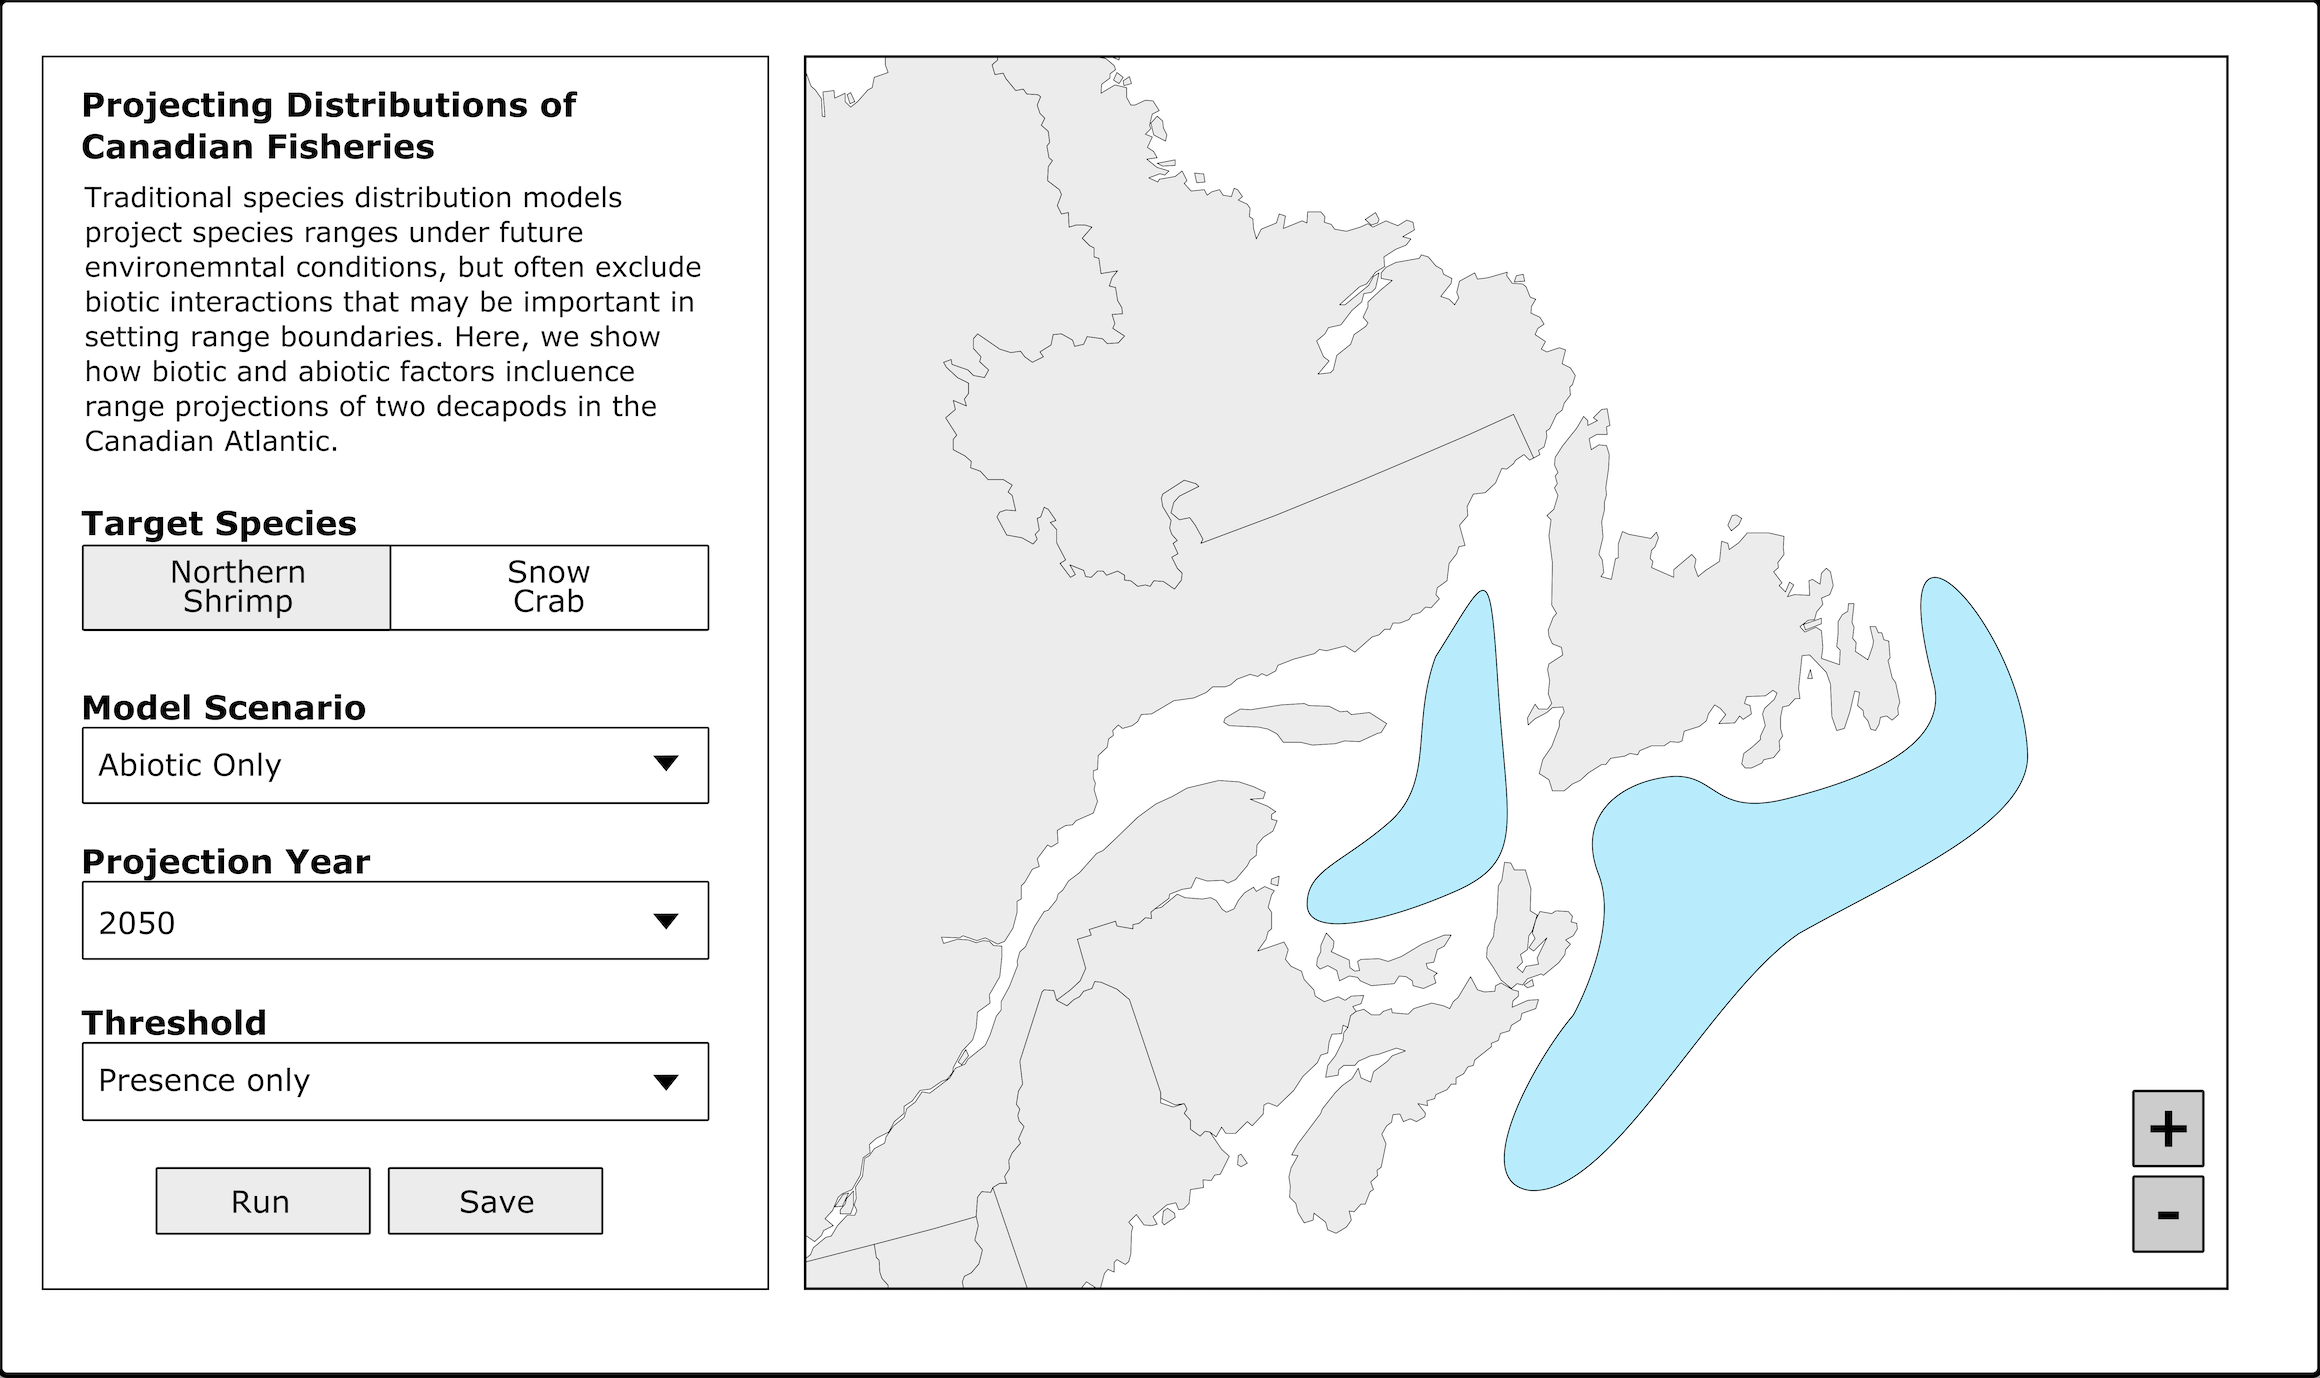 Projecting Distributions of
Canadian Fisheries
Traditional species distribution models
project species ranges under future
environemntal conditions, but often exclude
biotic interactions that may be important in
setting range boundaries. Here, we show
how biotic and abiotic factors incluence
range projections of two decapods in the
Canadian Atlantic.
Target Species
Northern
Shrimp
Snow
Crab
Model Scenario
Abiotic Only
Projection Year
2050
Threshold
Presence only
Run
Save
+
-